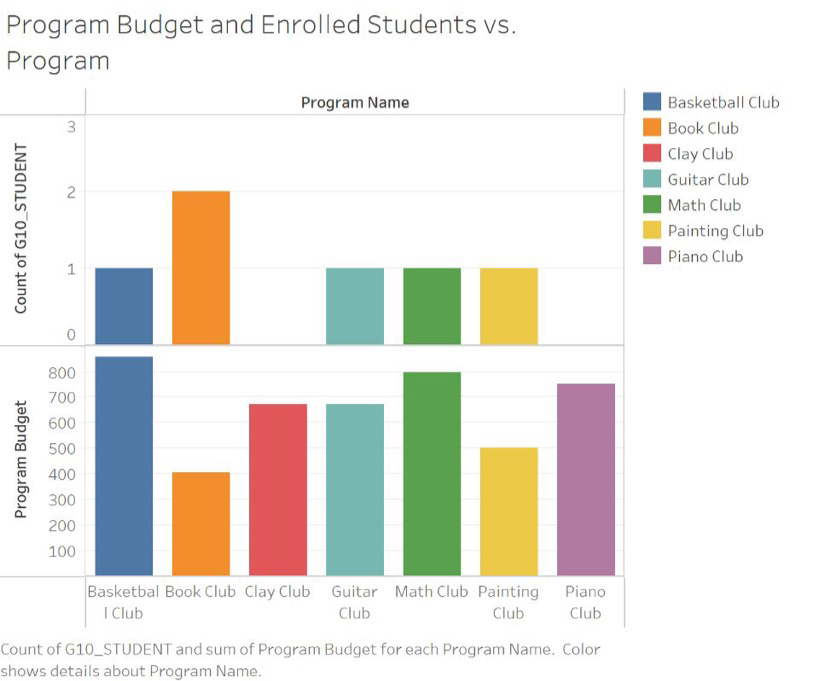 Program Budget and Enrolled Students vs.
Program
Program Name
Count of G10_STUDENT
3
2
1
0
Program Budget
800
700
600
500
400
300
200
100
Basketbal Book Club Clay Club Guitar Math Club Painting Piano
l Club Club Club Club
Basketball Club
Book Club
Clay Club
Guitar Club
Math Club
Painting Club
Piano Club
Count of G10_STUDENT and sum of Program Budget for each Program Name. Color
shows details about Program Name.